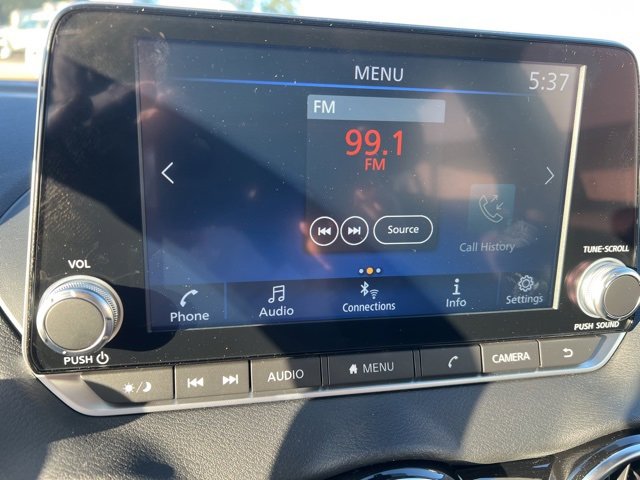 MENU
5:37
FM
99.1
FM
Source
Call History
TUNE·SCROLL
VOL
Phone
Audio
Connections
Info
Settings
PUSH
PUSH SOUND
AUDIO
MENU
CAMERA